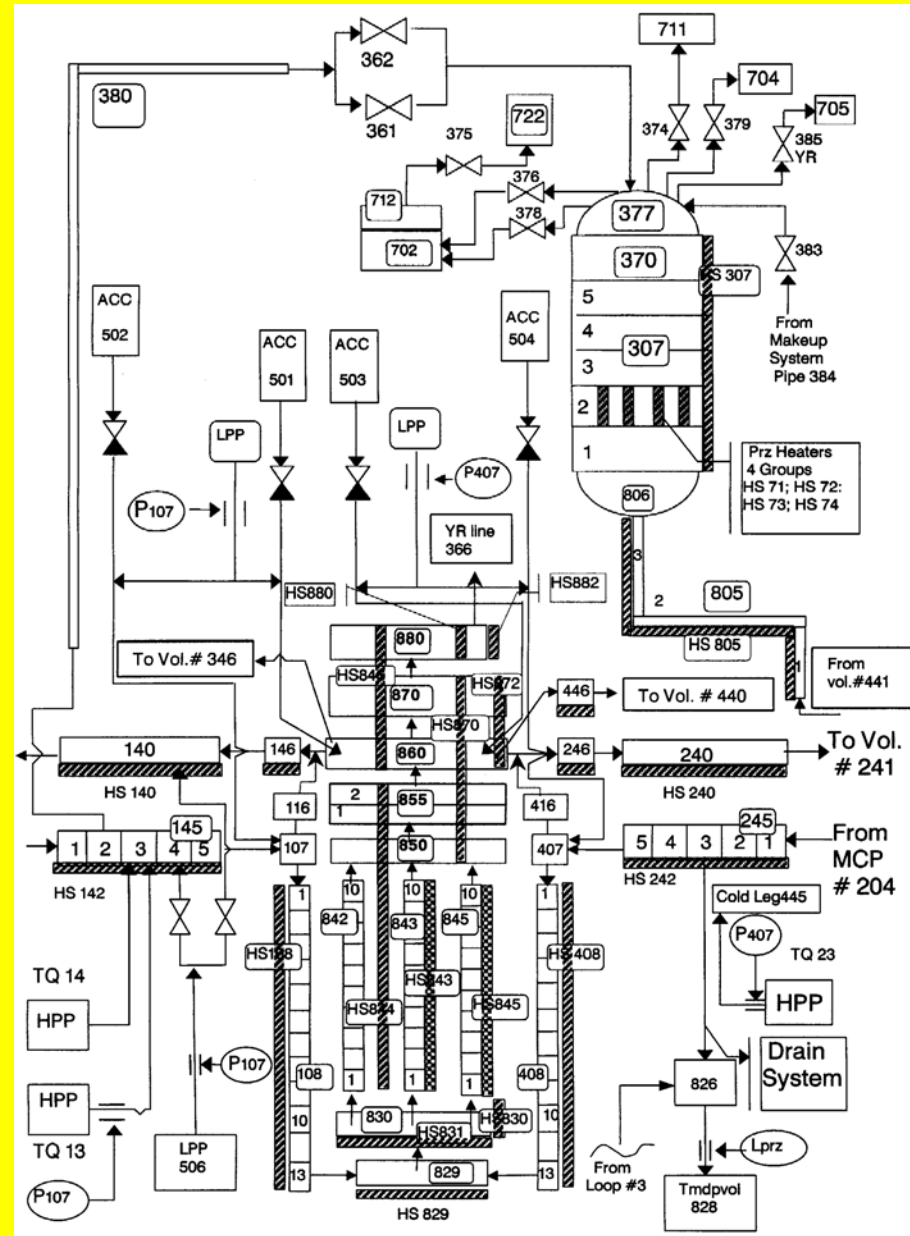 711
362
704
380
705
722
374
379
385
YR
361
375
376
712
377
378
702
370
383
HS 307
ACC
502
ACC
501
ACC
503
ACC
504
5
4
307
3
From
Makeup
System
Pipe 384
2
LPP
LPP
1
Prz Heaters
4 Groups
HS 71; HS 72:
HS 73; HS 74
P407
P107
806
YR line
366
3
HS880
HS882
2
805
880
HS 805
To Vol.# 346
1
From
vol.#441
HS872
446
To Vol. # 440
870
HS870
140
146
860
246
240
To Vol.
# 241
HS 140
HS 240
116
2
855
416
1
145
1 2 3 4 5
107
850
407
245
5 4 3 2 1
From
MCP
# 204
HS 142
HS 242
1
10
10
10
1
842
843
845
Cold Leg445
P407
TQ 23
HS 408
HS843
HS845
TQ 14
HPP
HPP
HS844
P107
108
408
Drain
System
1
1
1
826
HPP
10
830
HS830
10
HS831
TQ 13
LPP
506
Lprz
P107
13
829
13
From
Loop #3
Tmdpvol
828
HS 829